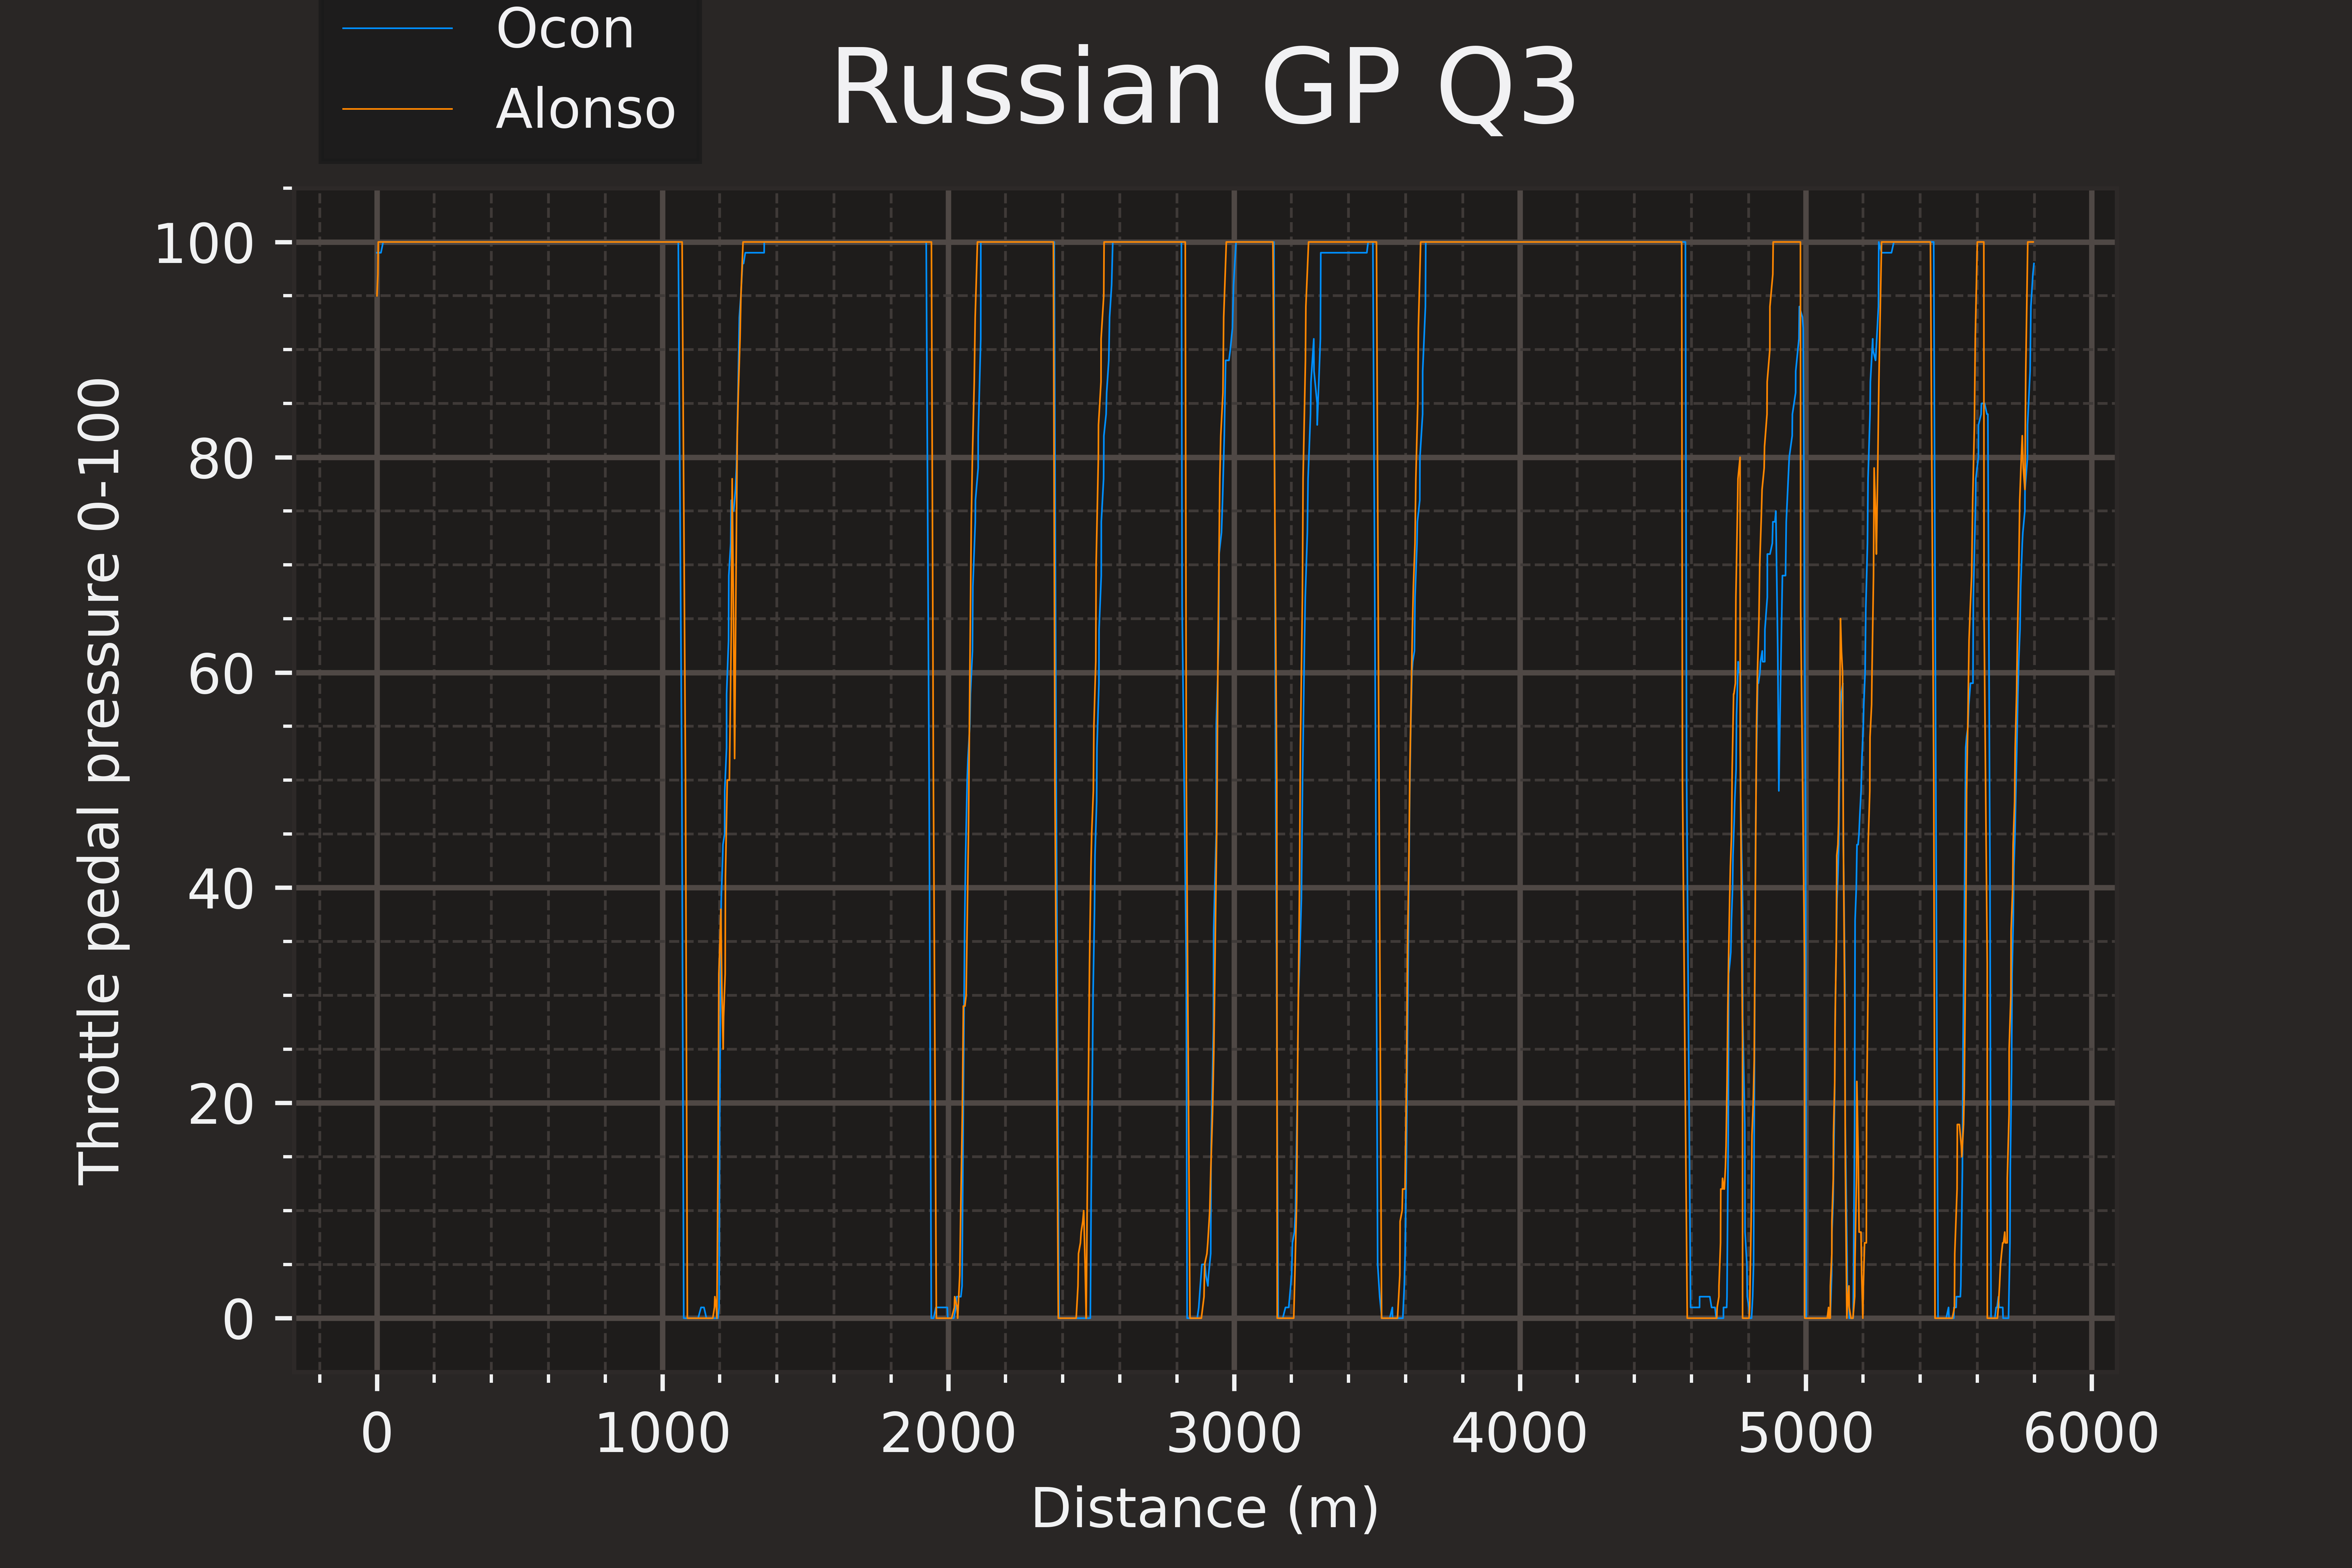 Ocon
Alonso
Russian GP Q3
Throttle pedal pressure 0-100
100
80
60
40
20
0
0 1000 2000 3000 4000 5000 6000
Distance (m)